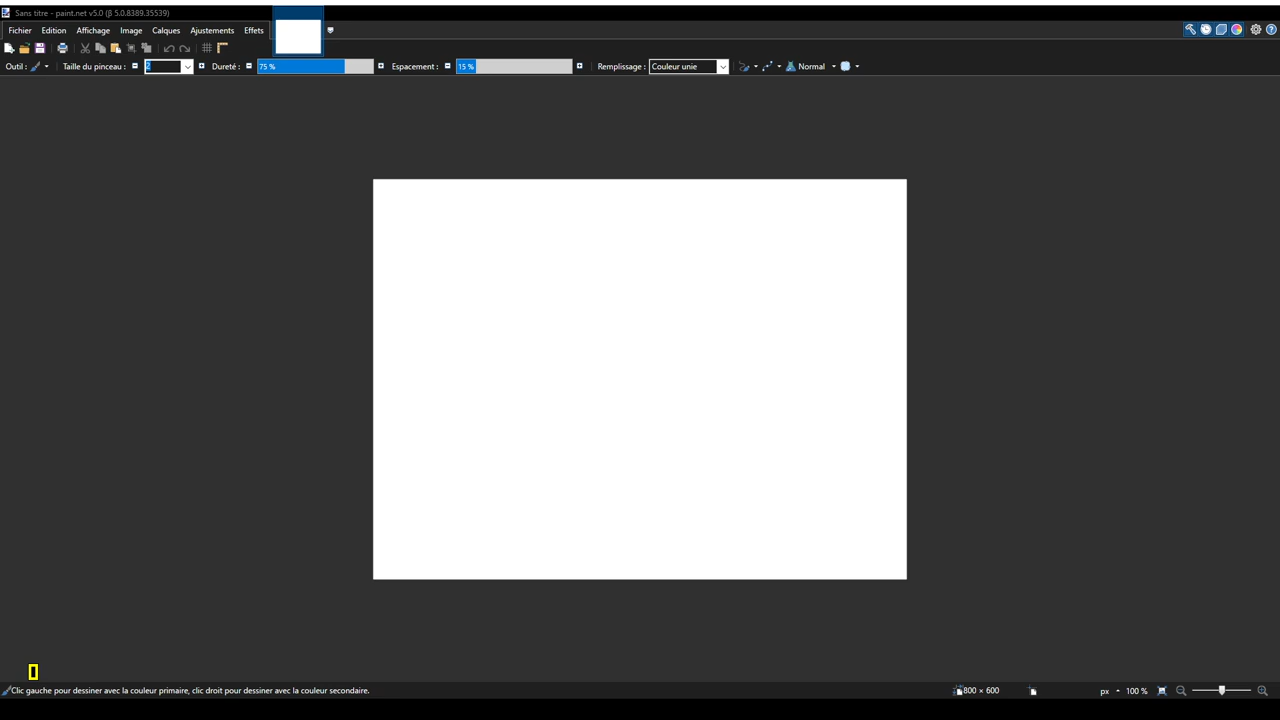 Sans titre - paint.net v5.0 (β 5.0.8389.35539)
Fichier Edition Affichage Image Calques Ajustements Effets
Outil : Taille du pinceau : 2 Dureté : 75 % Espacement : 15 % Remplissage : Couleur unie Normal
Clic gauche pour dessiner avec la couleur primaire, clic droit pour dessiner avec la couleur secondaire. 800 × 600 px 100 %